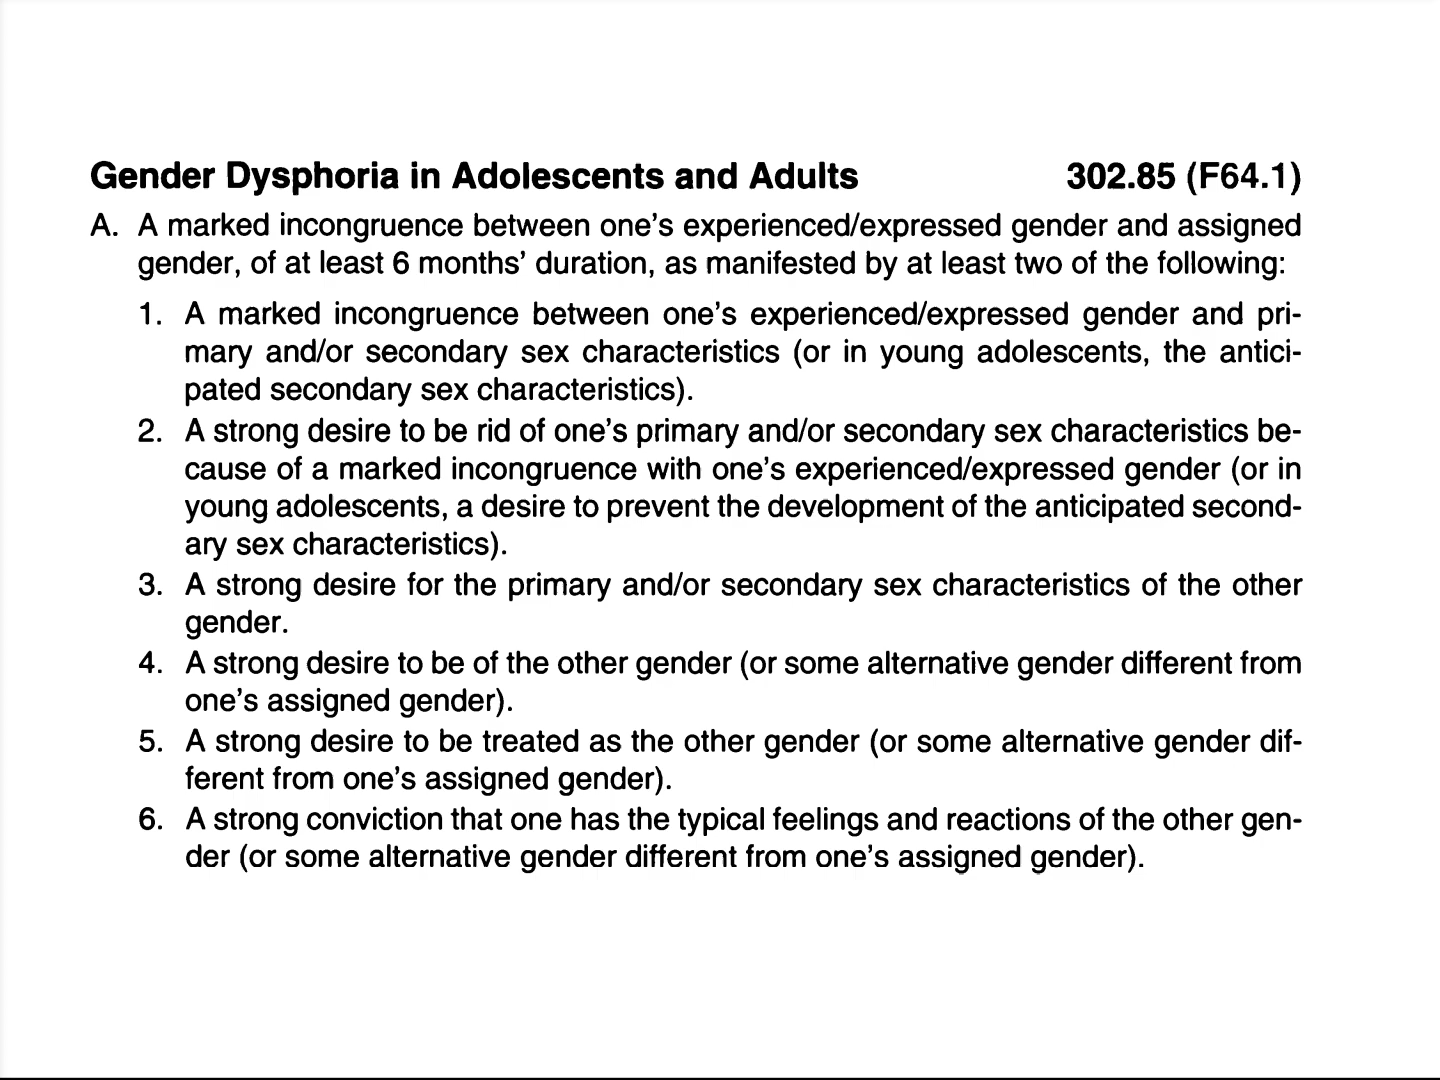 Gender Dysphoria in Adolescents and Adults 302.85 (F64.1)
A. A marked incongruence between one’s experienced/expressed gender and assigned
gender, of at least 6 months’ duration, as manifested by at least two of the following:
1. A marked incongruence between one’s experienced/expressed gender and pri-
mary and/or secondary sex characteristics (or in young adolescents, the antici-
pated secondary sex characteristics).
2. A strong desire to be rid of one’s primary and/or secondary sex characteristics be-
cause of a marked incongruence with one’s experienced/expressed gender (or in
young adolescents, a desire to prevent the development of the anticipated second-
ary sex characteristics).
3. A strong desire for the primary and/or secondary sex characteristics of the other
gender.
4. A strong desire to be of the other gender (or some alternative gender different from
one’s assigned gender).
5. A strong desire to be treated as the other gender (or some alternative gender dif-
ferent from one’s assigned gender).
6. A strong conviction that one has the typical feelings and reactions of the other gen-
der (or some alternative gender different from one’s assigned gender).